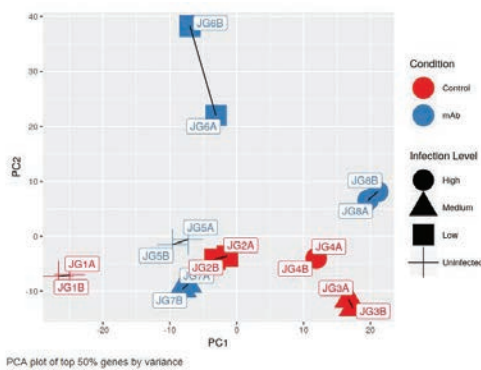 JG6B
JG6A
JG8B
JG8A
JG5A
JG5B
JG2A
JG2B
JG4A
JG4B
JG1A
JG1B
JG7A
JG7B
JG3A
JG3B
40
30
20
10
0
-10
-20
-10
0
10
20
PC2
PC1
Condition
Control
mAb
Infection Level
High
Medium
Low
Uninfected
PCA plot of top 50% genes by variance